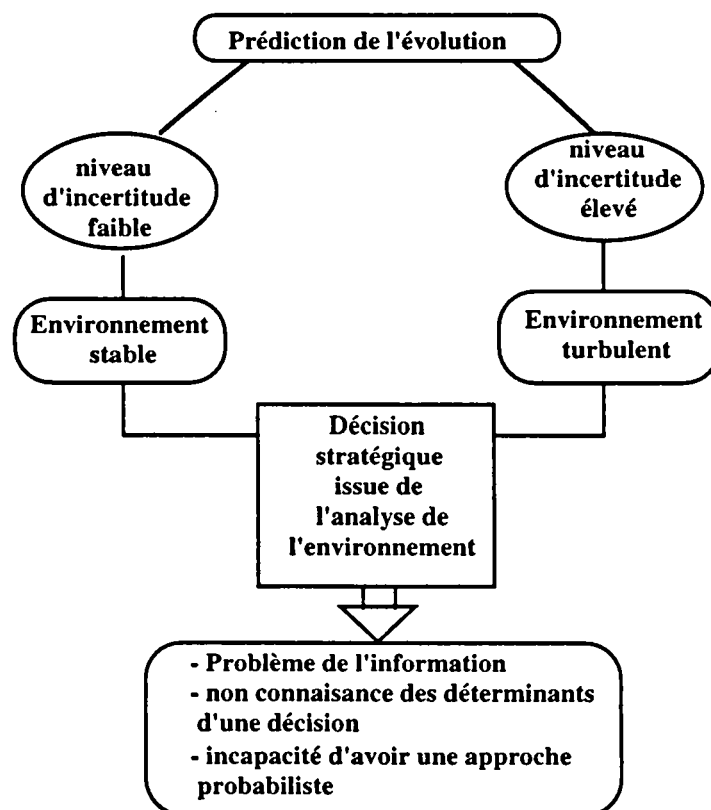 Prédiction de l'évolution
niveau
d'incertitude
faible
niveau
d'incertitude
élevé
Environnement
stable
Environnement
turbulent
Décision
stratégique
issue de
l'analyse de
l'environnement
- Problème de l'information
- non connaisance des déterminants
d'une décision
- incapacité d'avoir une approche
probabiliste